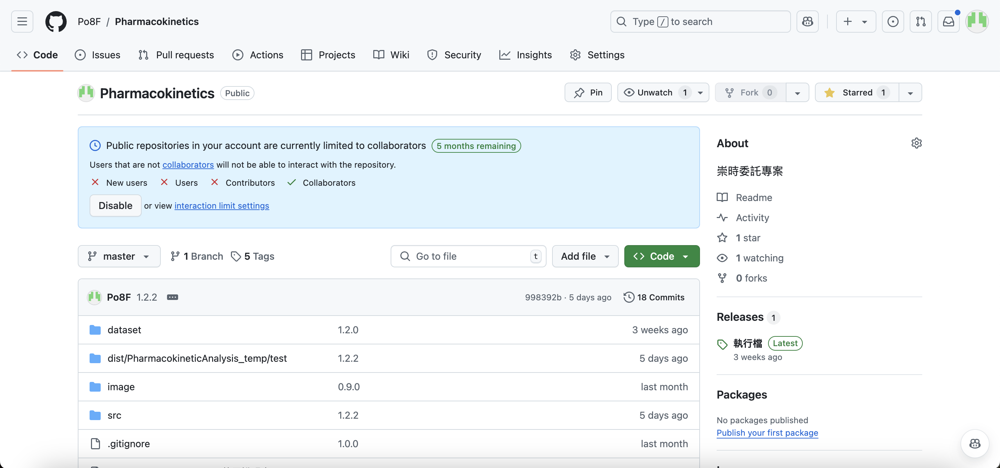 Po8F / Pharmacokinetics
Type / to search
Code Issues Pull requests Actions Projects Wiki Security Insights Settings
Pharmacokinetics Public
Pin Unwatch 1 Fork 0 Starred 1
Public repositories in your account are currently limited to collaborators 5 months remaining
Users that are not collaborators will not be able to interact with the repository.
New users Users Contributors Collaborators
Disable or view interaction limit settings
master 1 Branch 5 Tags
Go to file t Add file Code
Po8F 1.2.2 998392b · 5 days ago 18 Commits
dataset 1.2.0 3 weeks ago
dist/PharmacokineticAnalysis_temp/test 1.2.2 5 days ago
image 0.9.0 last month
src 1.2.2 5 days ago
.gitignore 1.0.0 last month
About
崇時委託專案
Readme
Activity
1 star
1 watching
0 forks
Releases 1
執行檔 Latest
3 weeks ago
Packages
No packages published
Publish your first package